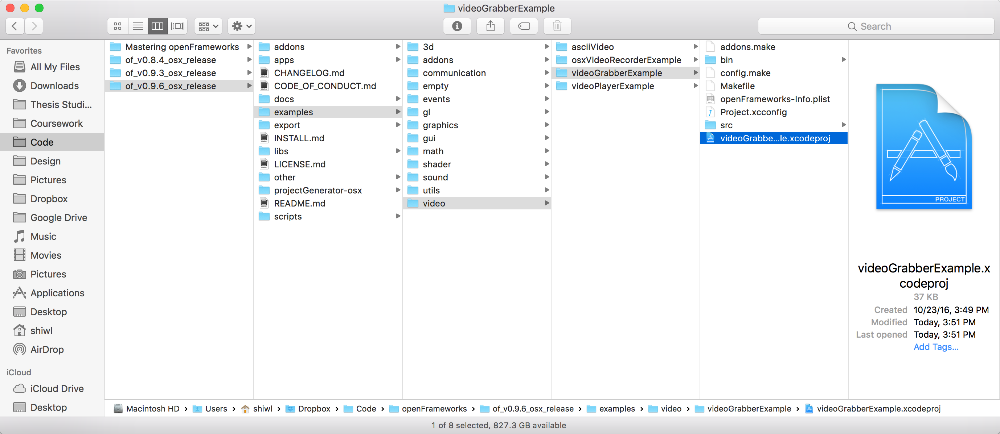 videoGrabberExample
Search
Favorites
All My Files
Downloads
Thesis Studi...
Coursework
Code
Design
Pictures
Dropbox
Google Drive
Music
Movies
Pictures
Applications
Desktop
shiwl
AirDrop
iCloud
iCloud Drive
Desktop
Mastering openFrameworks
of_v0.8.4_osx_release
of_v0.9.3_osx_release
of_v0.9.6_osx_release
addons
apps
CHANGELOG.md
CODE_OF_CONDUCT.md
docs
examples
export
INSTALL.md
libs
LICENSE.md
other
projectGenerator-osx
README.md
scripts
3d
addons
communication
empty
events
gl
graphics
gui
math
shader
sound
utils
video
asciiVideo
osxVideoRecorderExample
videoGrabberExample
videoPlayerExample
addons.make
bin
config.make
Makefile
openFrameworks-Info.plist
Project.xcconfig
src
videoGrabbe...le.xcodeproj
PROJECT
videoGrabberExample.x
codeproj
37 KB
Created 10/23/16, 3:49 PM
Modified Today, 3:51 PM
Last opened Today, 3:51 PM
Add Tags...
Macintosh HD › Users › shiwl › Dropbox › Code › openFrameworks › of_v0.9.6_osx_release › examples › video › videoGrabberExample › videoGrabberExample.xcodeproj
1 of 8 selected, 827.3 GB available